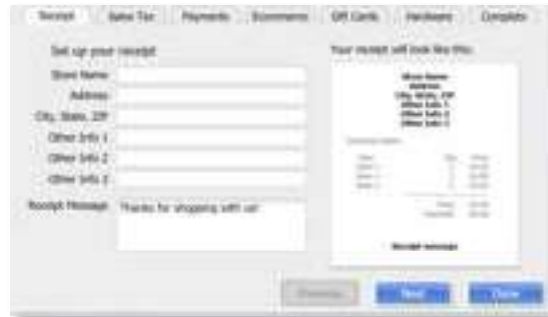 Receipt Sales Tax Payments Ecommerce Gift Cards Hardware Complete
Set up your receipt
Store Name
Address
City, State, ZIP
Other Info 1
Other Info 2
Other Info 3
Receipt Message Thanks for shopping with us!
Your receipt will look like this:
Store Name
Address
City, State, ZIP
Other Info 1
Other Info 2
Other Info 3
Receipt message
Previous Next Done